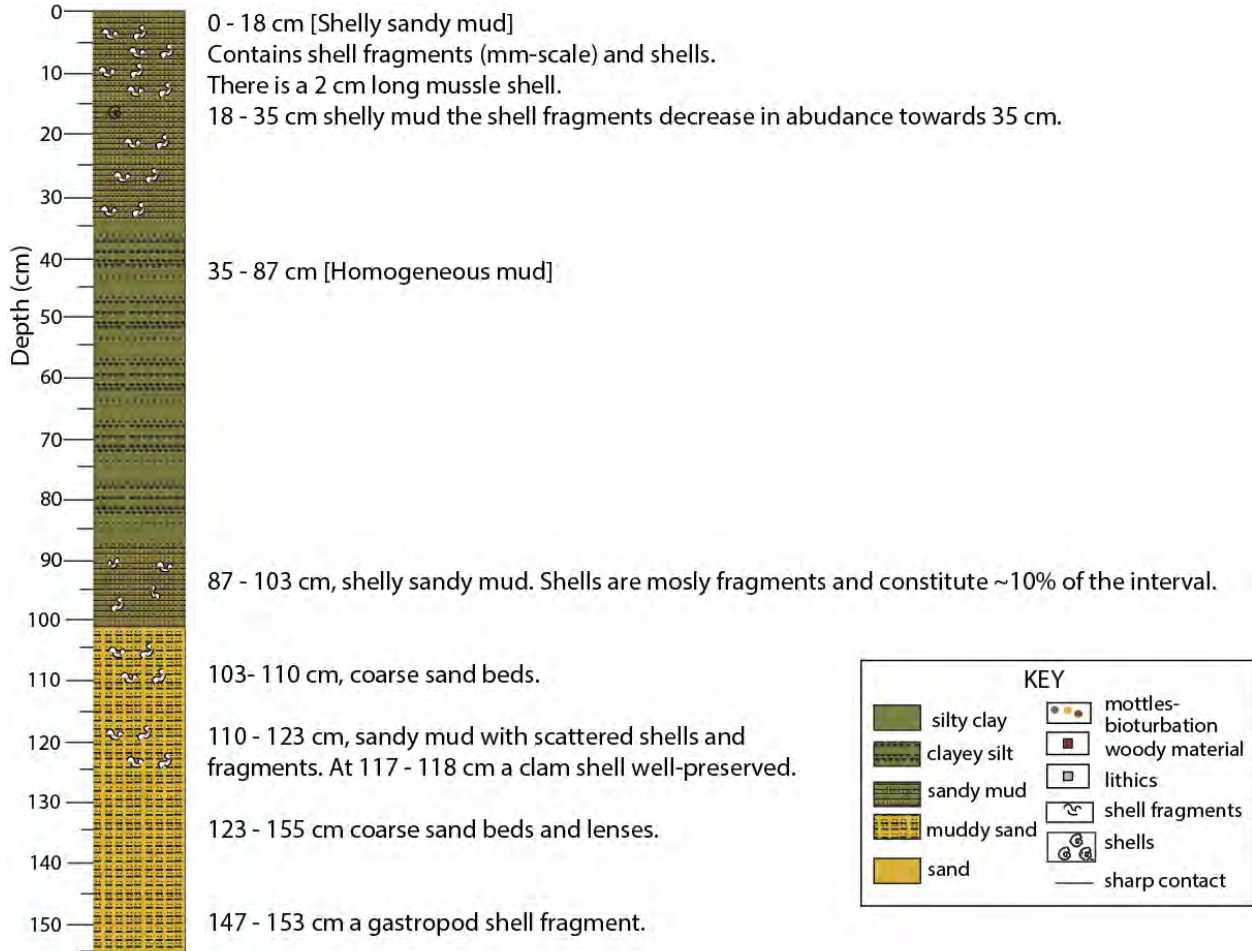 0
10
20
30
40
50
60
70
80
90
100
110
120
130
140
150
Depth (cm)
0 - 18 cm [Shelly sandy mud]
Contains shell fragments (mm-scale) and shells.
There is a 2 cm long mussle shell.
18 - 35 cm shelly mud the shell fragments decrease in abudance towards 35 cm.
35 - 87 cm [Homogeneous mud]
87 - 103 cm, shelly sandy mud. Shells are mosly fragments and constitute ~10% of the interval.
103- 110 cm, coarse sand beds.
110 - 123 cm, sandy mud with scattered shells and
fragments. At 117 - 118 cm a clam shell well-preserved.
123 - 155 cm coarse sand beds and lenses.
147 - 153 cm a gastropod shell fragment.
KEY
silty clay
clayey silt
sandy mud
muddy sand
sand
mottles-
bioturbation
woody material
lithics
shell fragments
shells
sharp contact